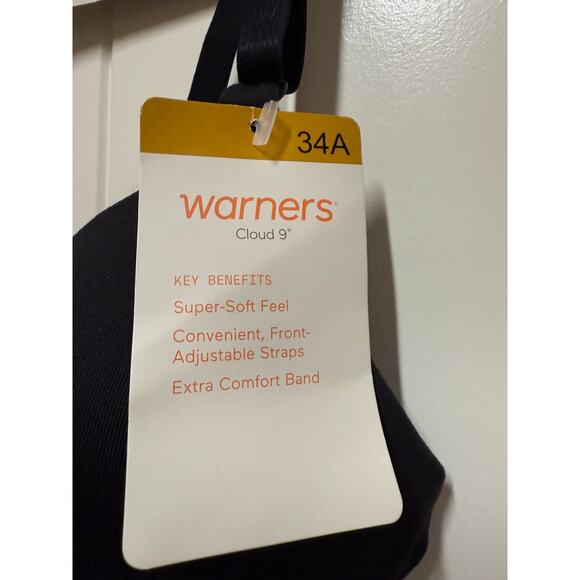 34A
warners®
Cloud 9®
KEY BENEFITS
Super-Soft Feel
Convenient, Front-
Adjustable Straps
Extra Comfort Band